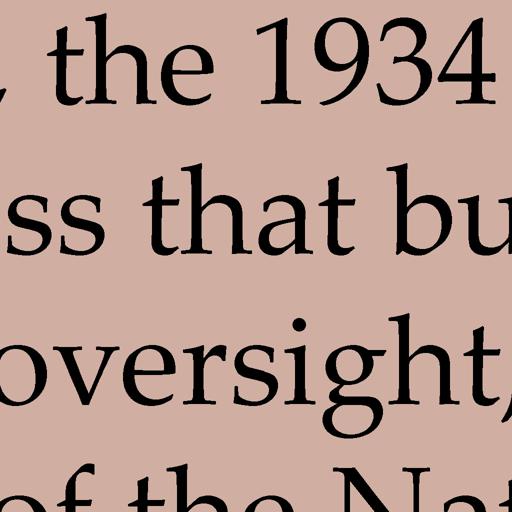 , the 1934
ss that bu
oversight,
of the Nat